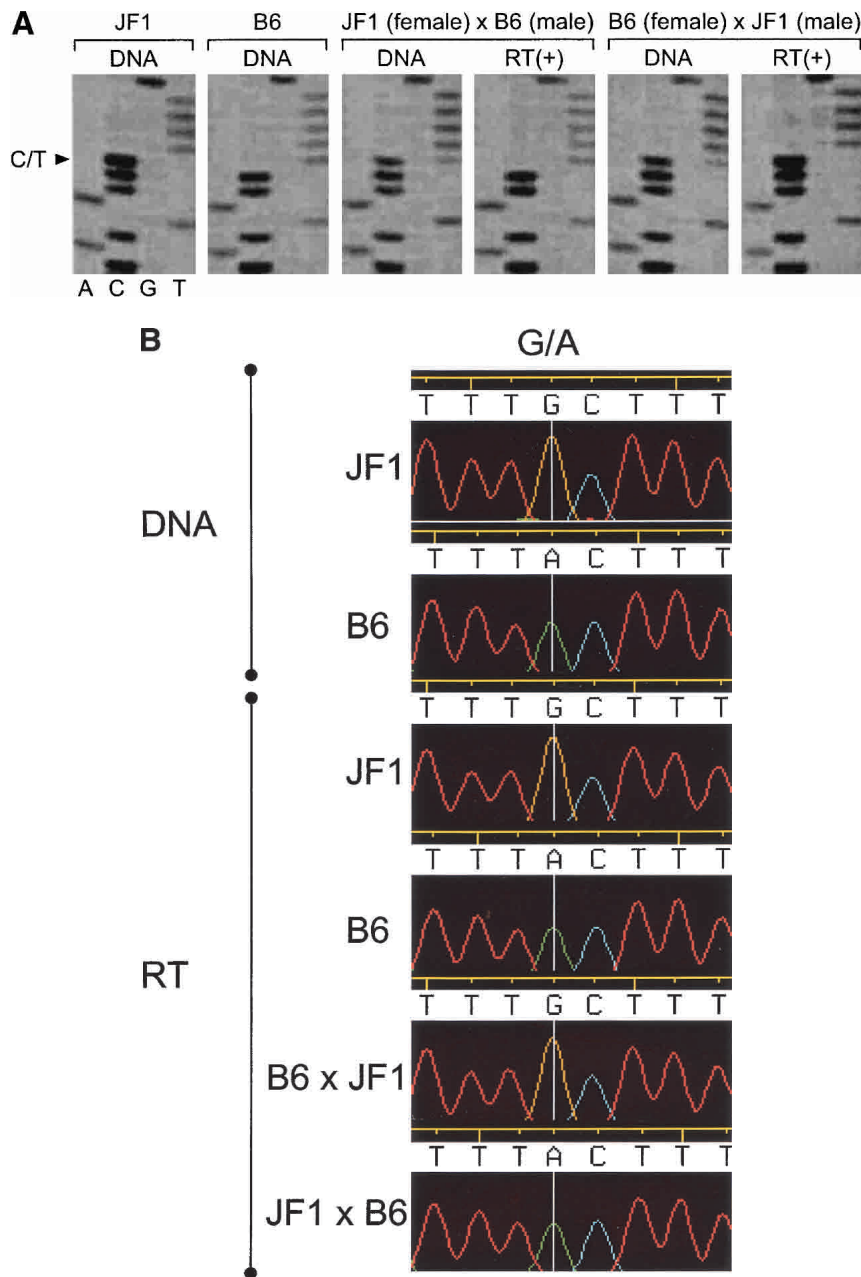 A
JF1 B6 JF1 (female) x B6 (male) B6 (female) x JF1 (male)
DNA DNA DNA RT(+) DNA RT(+)
C/T
A C G T
B
G/A
T T T G C T T T
JF1
DNA
T T T A C T T T
B6
T T T G C T T T
JF1
T T T A C T T T
B6
RT
T T T G C T T T
B6 x JF1
T T T A C T T T
JF1 x B6